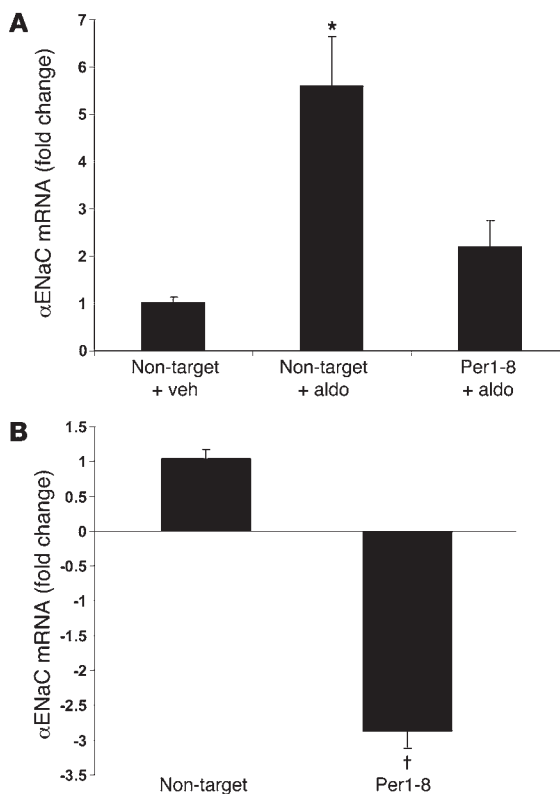 A
αENaC mRNA (fold change)
7
6
5
4
3
2
1
0
*
Non-target
+ veh
Non-target
+ aldo
Per1-8
+ aldo
B
αENaC mRNA (fold change)
1.5
1
0.5
0
-0.5
-1
-1.5
-2
-2.5
-3
-3.5
†
Non-target
Per1-8